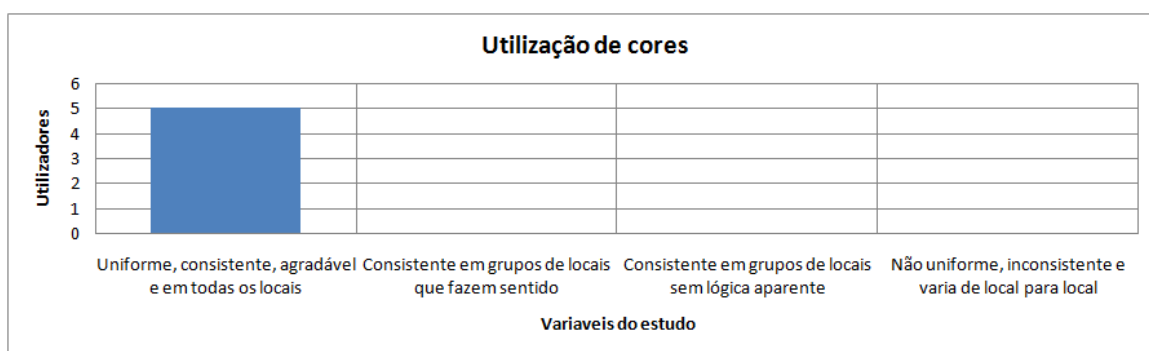 Utilização de cores
Utilizadores
6
5
4
3
2
1
0
Uniforme, consistente, agradável
e em todas os locais
Consistente em grupos de locais
que fazem sentido
Consistente em grupos de locais
sem lógica aparente
Não uniforme, inconsistente e
varia de local para local
Variaveis do estudo